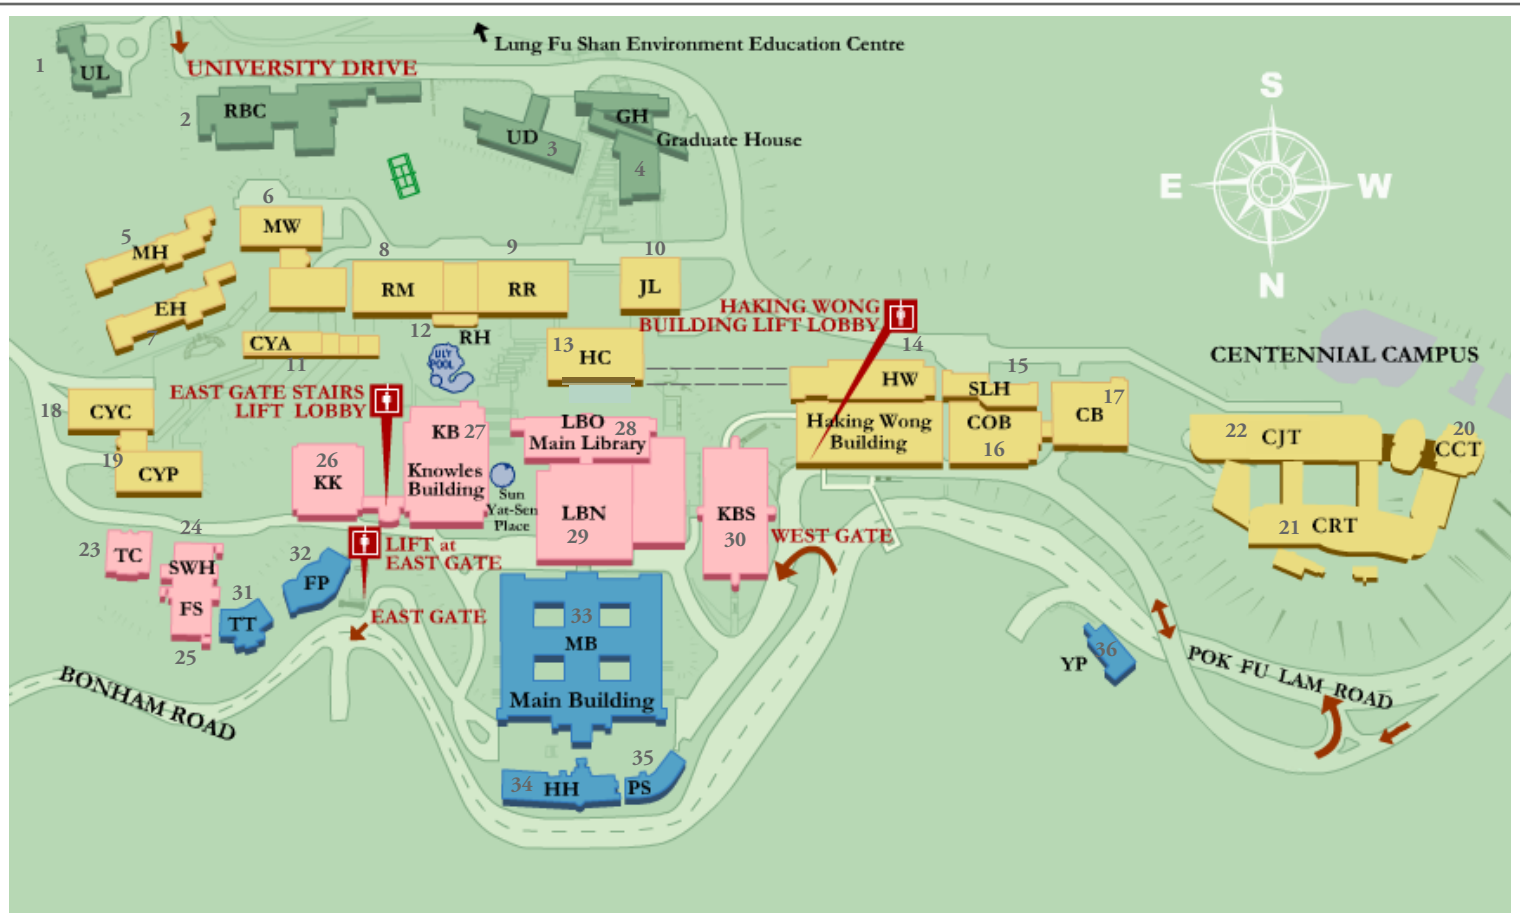 Lung Fu Shan Environment Education Centre
1
UL
UNIVERSITY DRIVE
2
RBC
UD
3
GH
Graduate House
4
S
E
W
N
5
MH
6
MW
EH
7
8
RM
9
RR
10
JL
CYA
11
12
RH
LILY
POOL
13
HC
HAKING WONG
BUILDING LIFT LOBBY
14
HW
Haking Wong
Building
15
SLH
COB
16
17
CB
CENTENNIAL CAMPUS
22
CJT
20
CCT
21
CRT
EAST GATE STAIRS
LIFT LOBBY
18
CYC
19
CYP
26
KK
KB
27
Knowles
Building
Sun
Yat-Sen
Place
LBO
28
Main Library
LBN
29
KBS
30
WEST GATE
23
TC
24
SWH
FS
25
32
FP
31
TT
LIFT at
EAST GATE
EAST GATE
33
MB
Main Building
34
HH
35
PS
36
YP
BONHAM ROAD
POK FU LAM ROAD